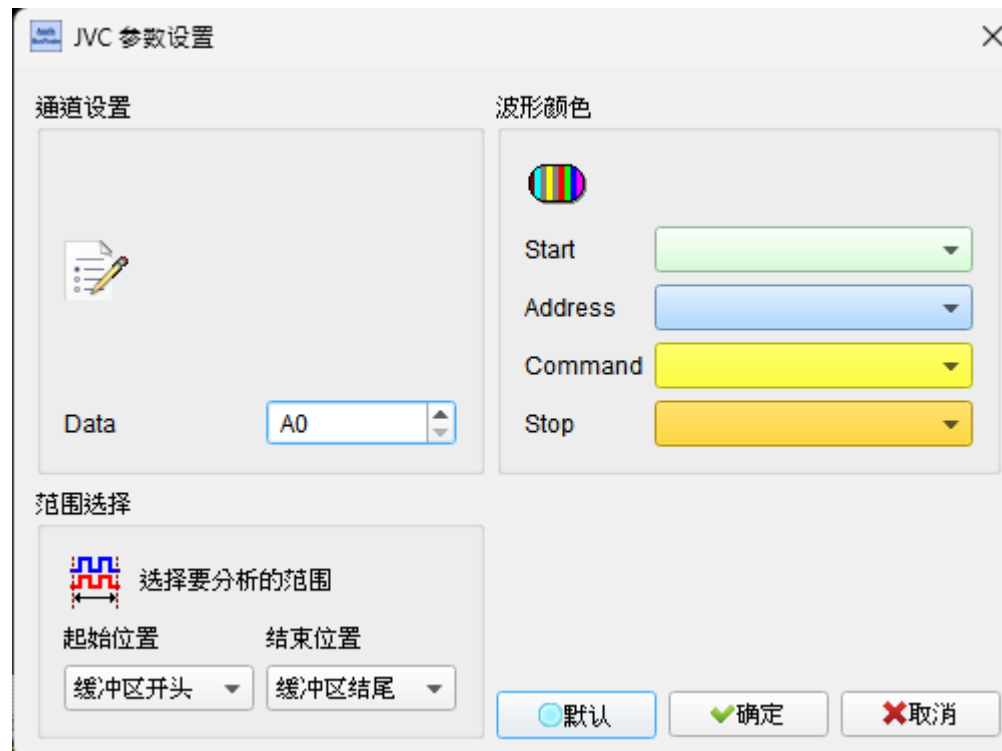 JVC 参数设置
通道设置
Data
A0
波形颜色
Start
Address
Command
Stop
范围选择
选择要分析的范围
起始位置
结束位置
缓冲区开头
缓冲区结尾
默认
确定
取消